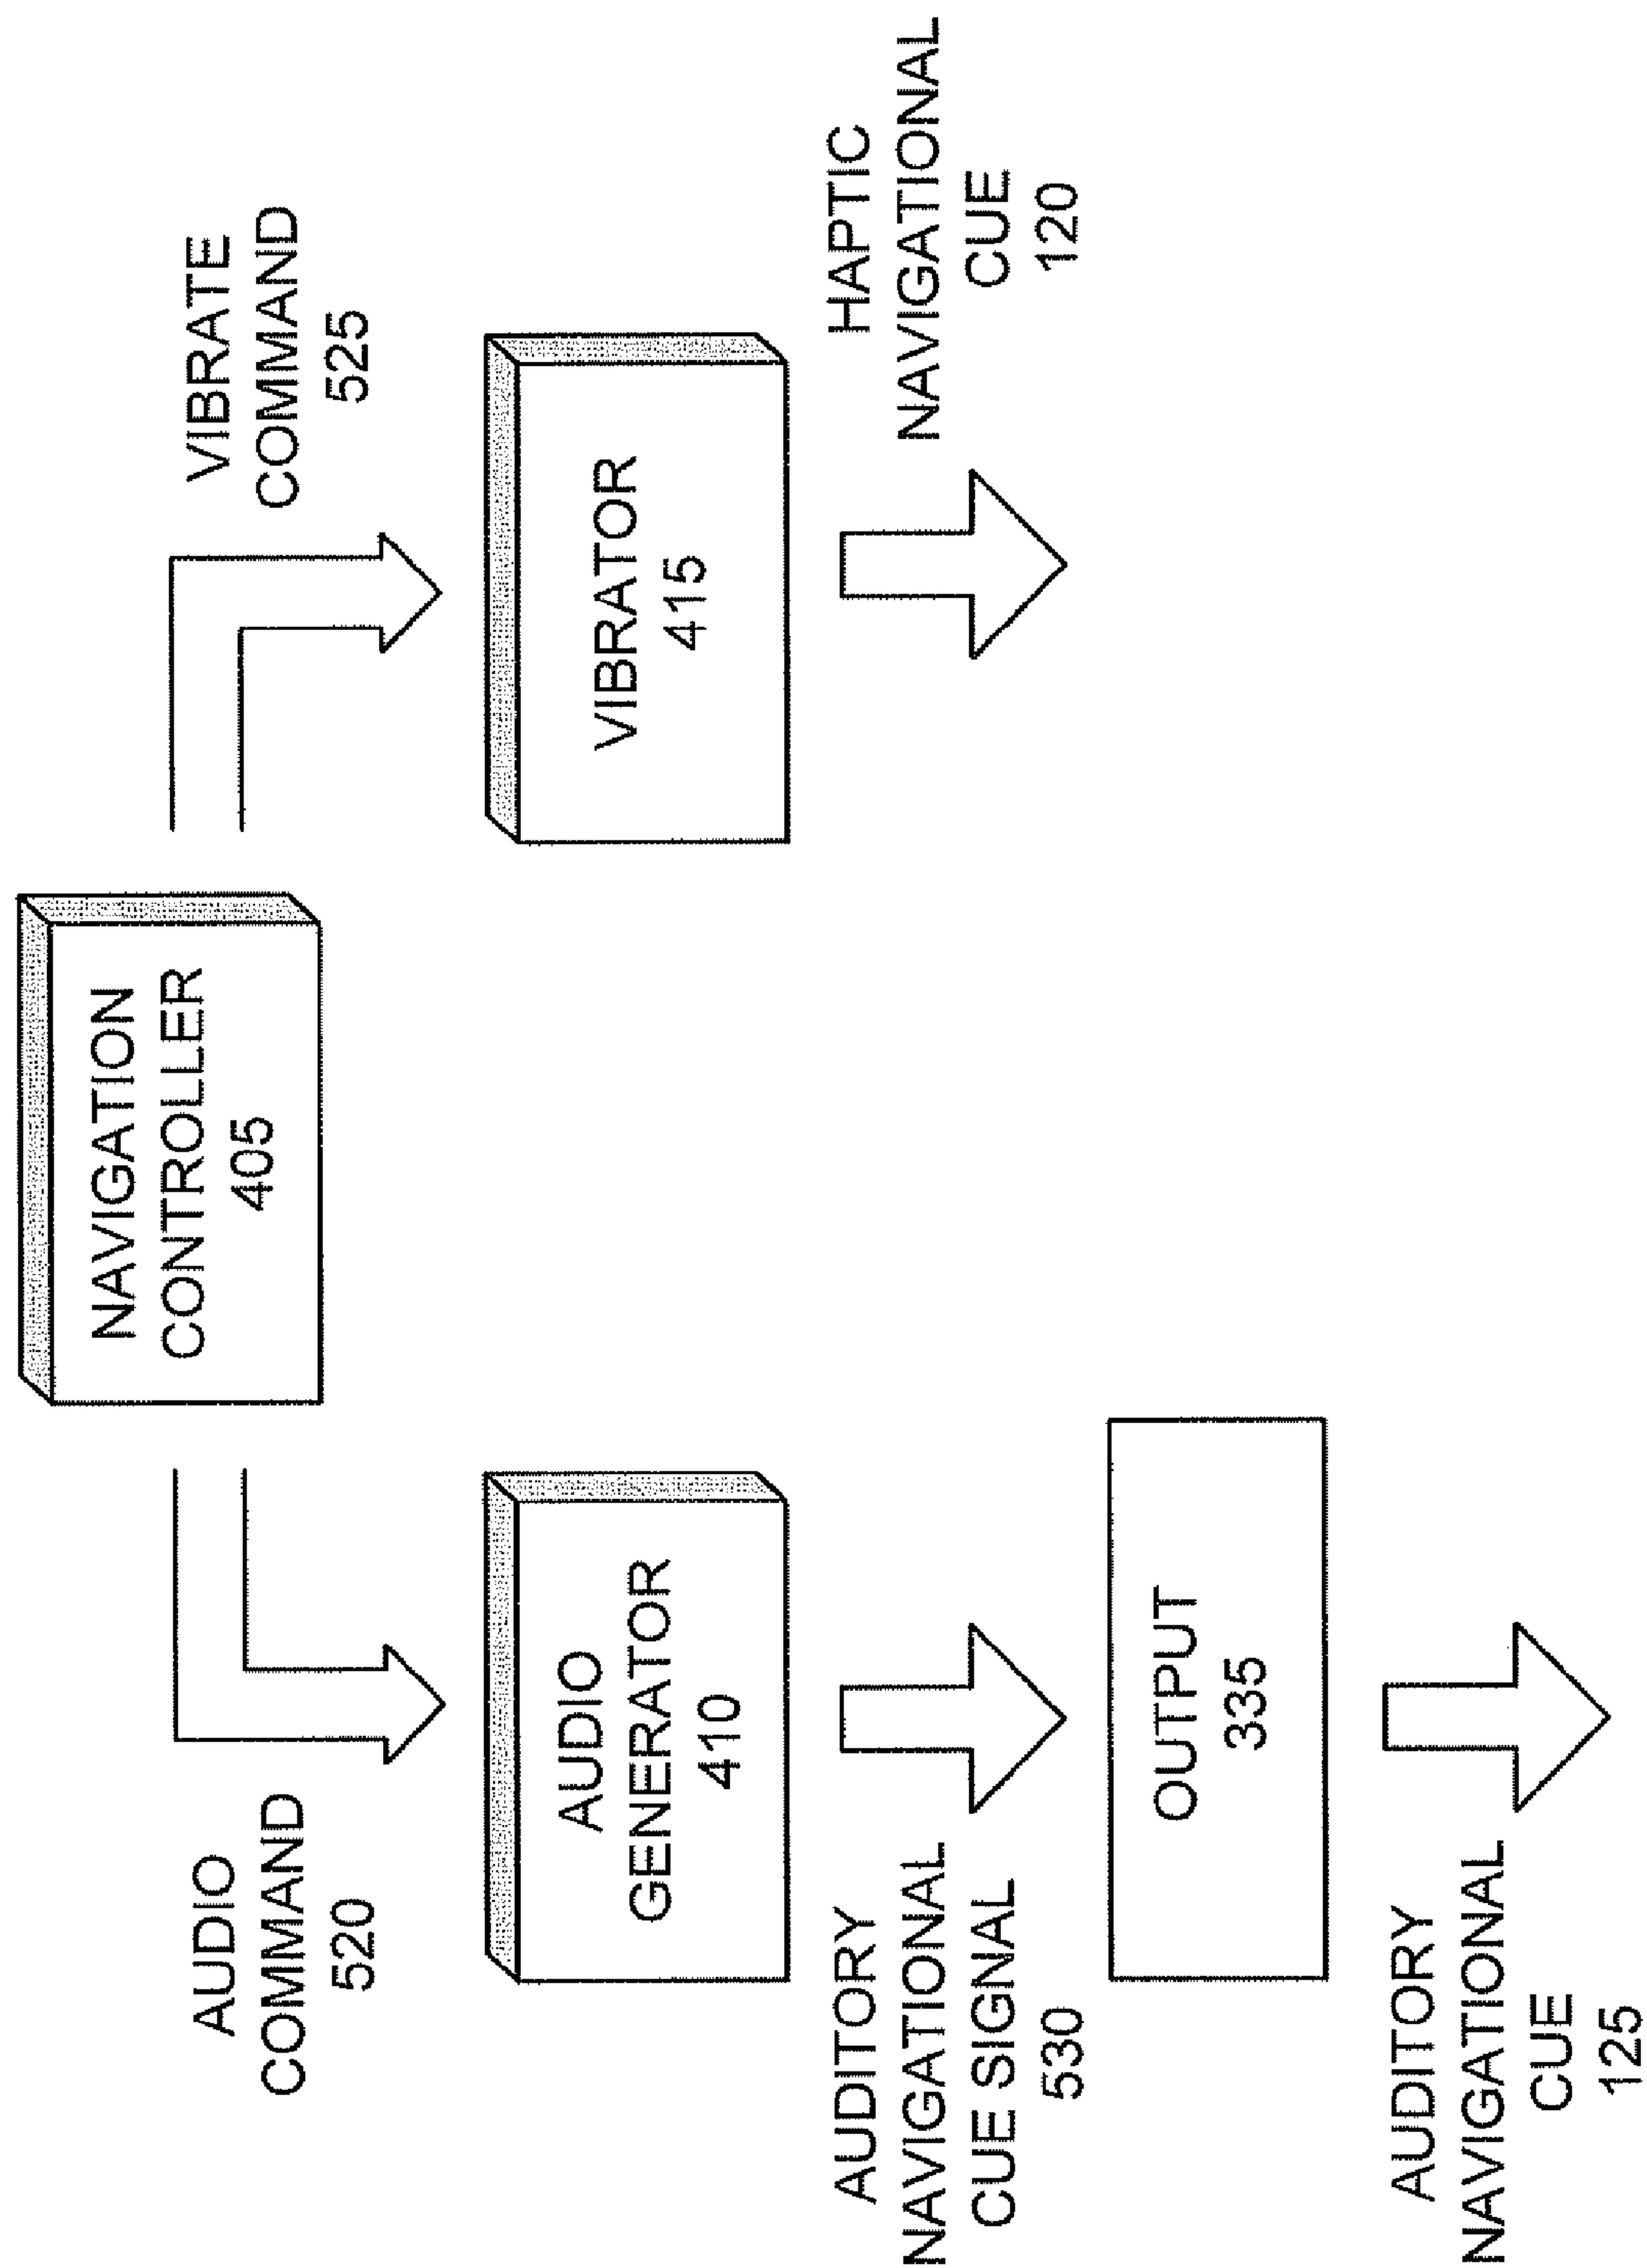 NAVIGATION
CONTROLLER
405
AUDIO
COMMAND
520
VIBRATE
COMMAND
525
AUDIO
GENERATOR
410
VIBRATOR
415
AUDITORY
NAVIGATIONAL
CUE SIGNAL
530
HAPTIC
NAVIGATIONAL
CUE
120
OUTPUT
335
AUDITORY
NAVIGATIONAL
CUE
125